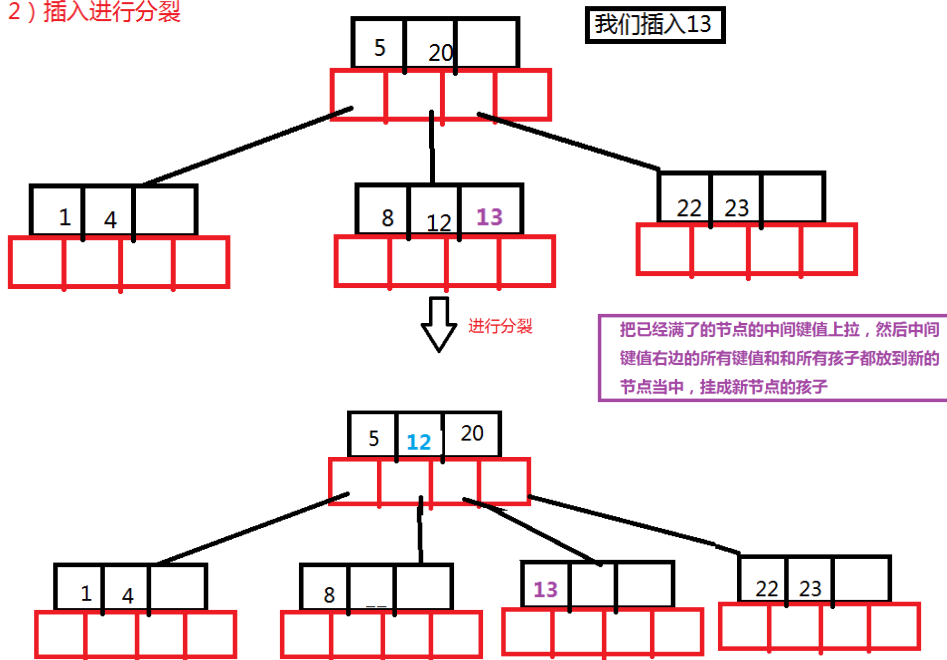 2）插入进行分裂
我们插入13
5 20
1 4
8 12 13
22 23
进行分裂
把已经满了的节点的中间键值上拉，然后中间
键值右边的所有键值和和所有孩子都放到新的
节点当中，挂成新节点的孩子
5 12 20
1 4
8
13
22 23